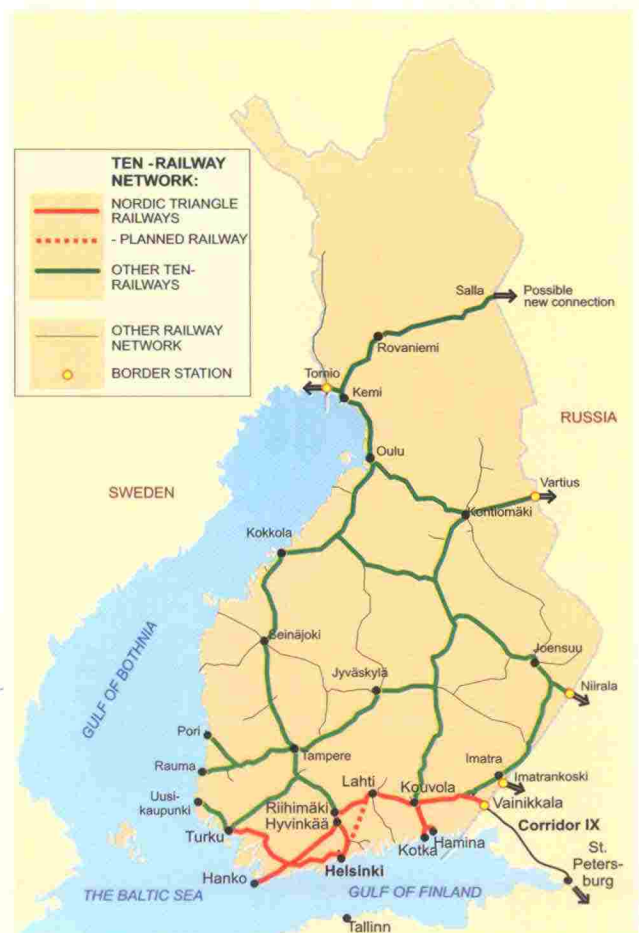 TEN -RAILWAY
NETWORK:
NORDIC TRIANGLE
RAILWAYS
- PLANNED RAILWAY
OTHER TEN-
RAILWAYS
OTHER RAILWAY
NETWORK
BORDER STATION
Salla
Possible
new connection
Rovaniemi
Tornio
Kemi
RUSSIA
Oulu
SWEDEN
Vartius
Kontiomäki
Kokkola
GULF OF BOTHNIA
Seinäjoki
Joensuu
Jyväskylä
Niirala
Pori
Tampere
Rauma
Imatra
Imatrankoski
Lahti
Kouvola
Uusi-
kaupunki
Vainikkala
Riihimäki
Hyvinkää
Turku
Corridor IX
Kotka
Hamina
St.
Peters-
burg
Hanko
Helsinki
THE BALTIC SEA
GULF OF FINLAND
Tallinn